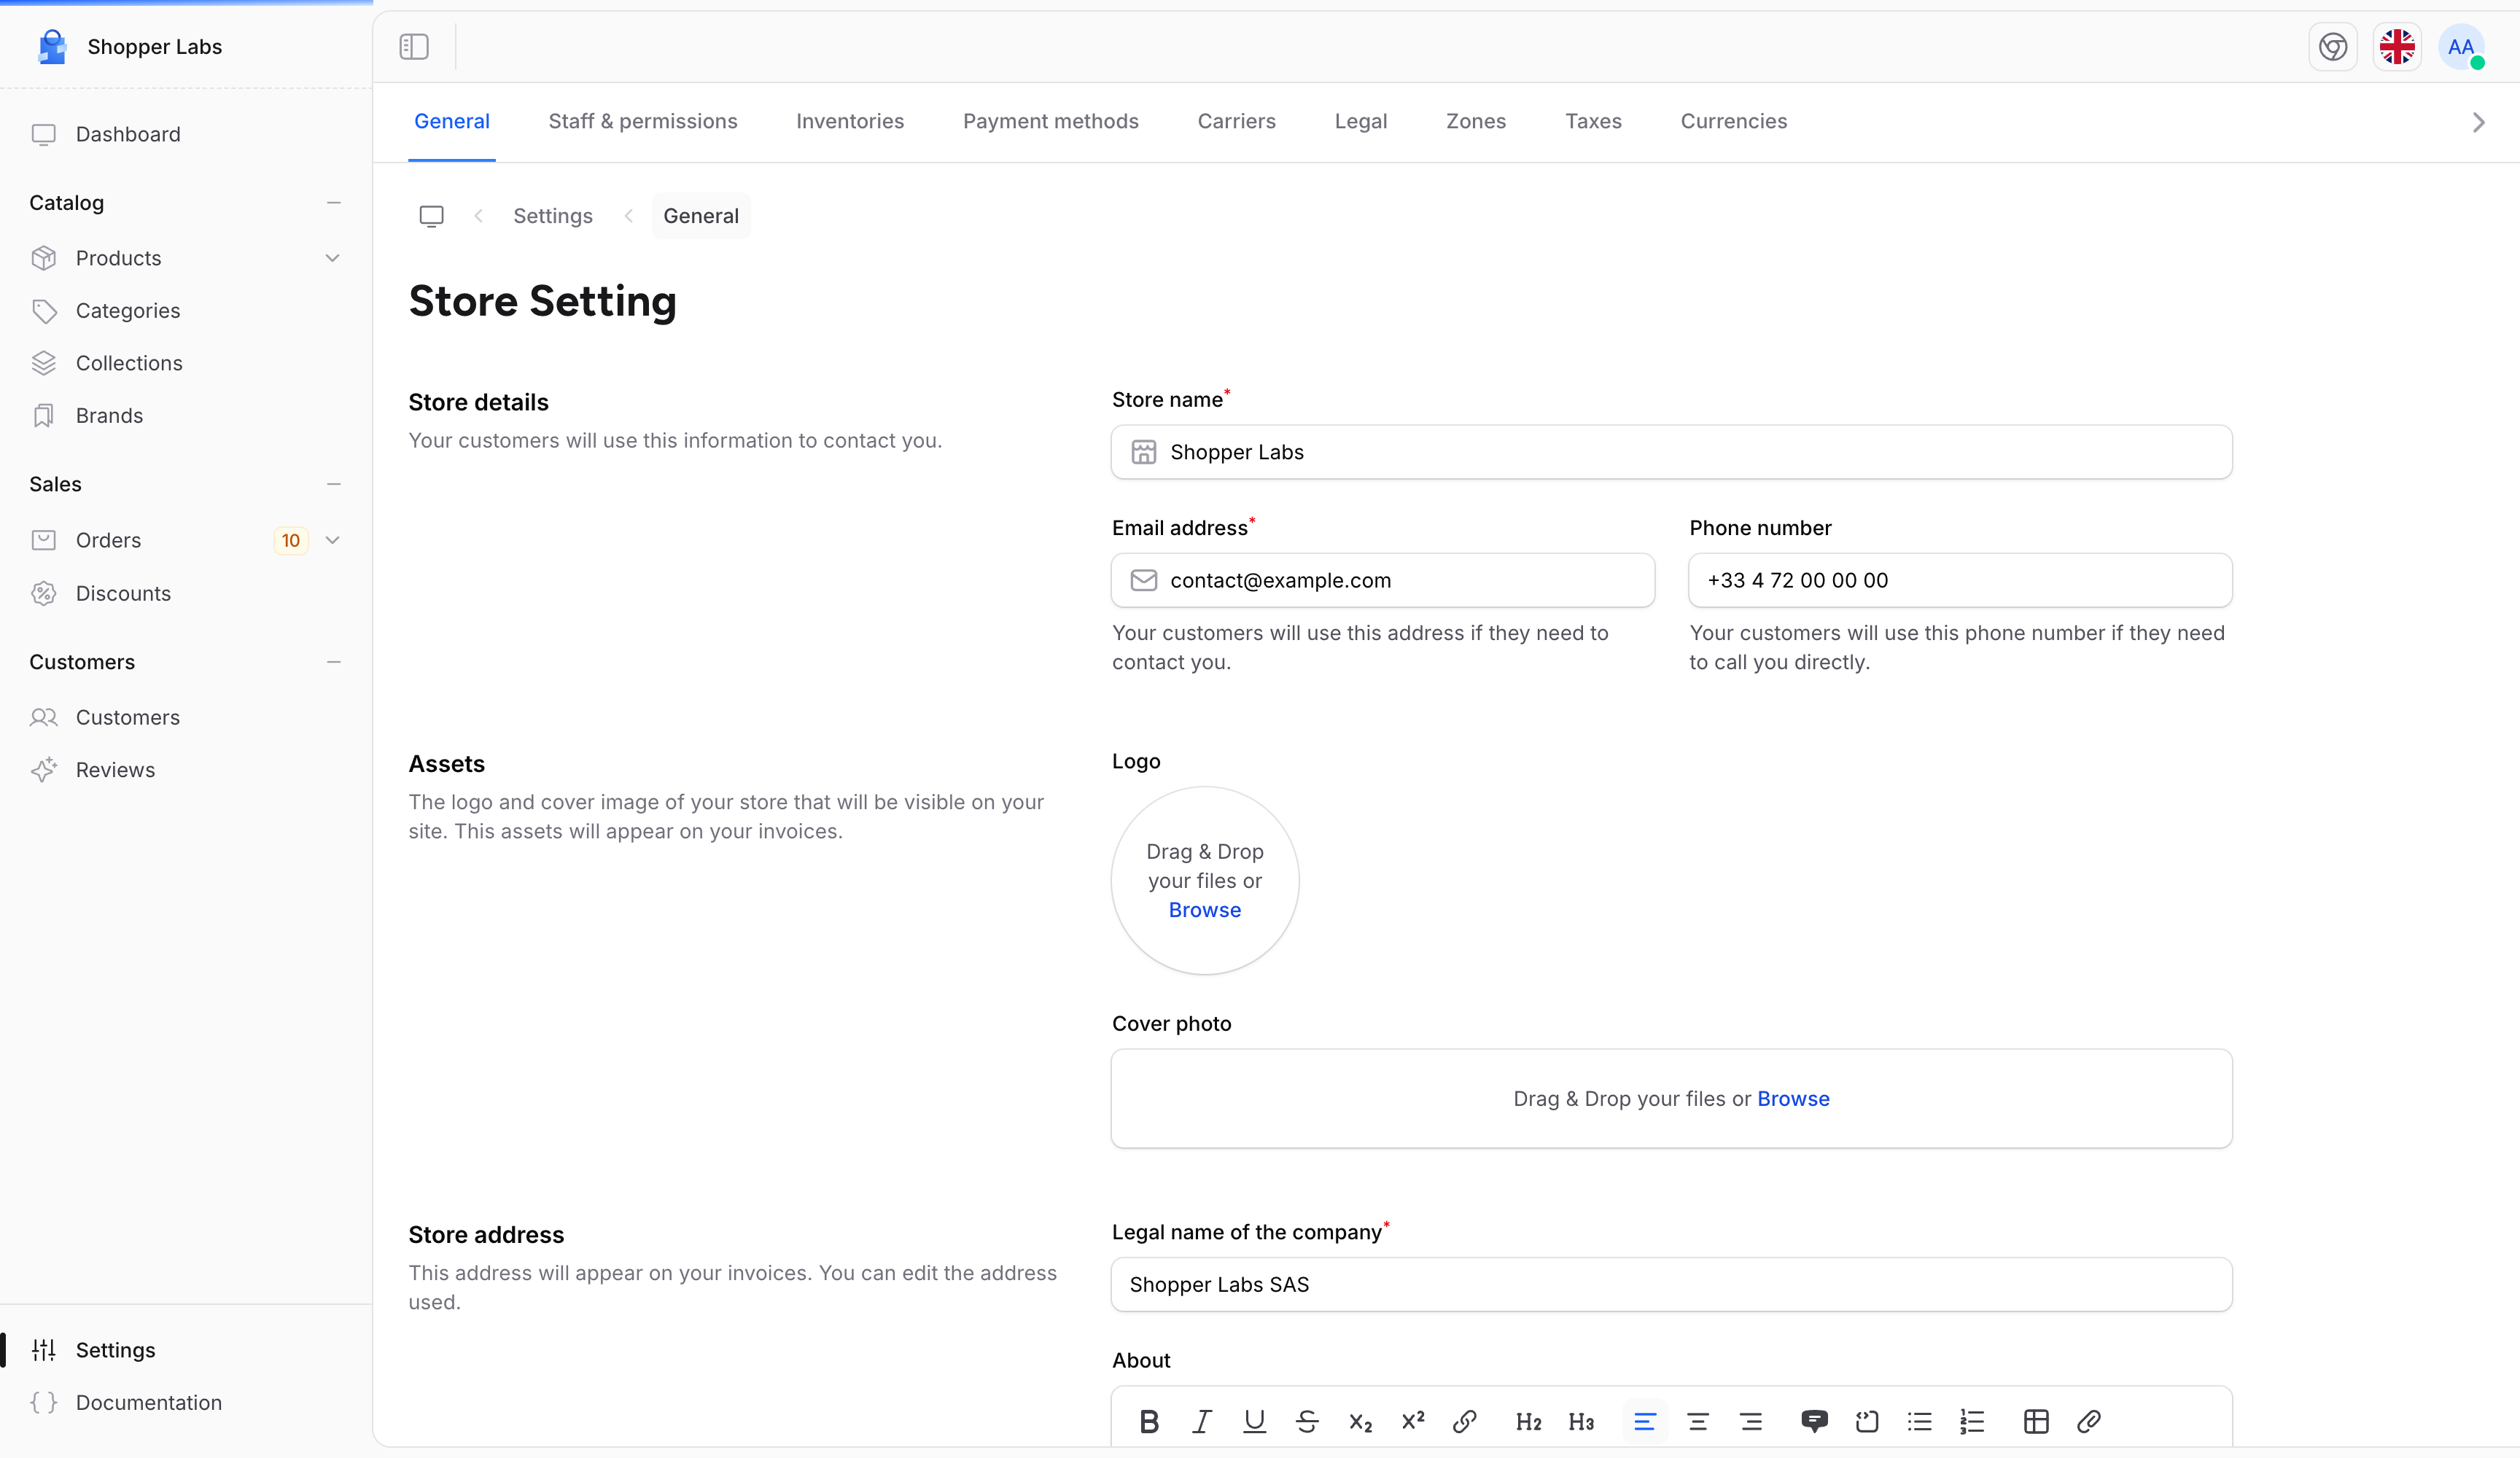 Shopper Labs
AA
Dashboard
Catalog
Products
Categories
Collections
Brands
Sales
Orders 10
Discounts
Customers
Customers
Reviews
Settings
Documentation
General Staff & permissions Inventories Payment methods Carriers Legal Zones Taxes Currencies
Settings General
Store Setting
Store details
Your customers will use this information to contact you.
Store name*
Shopper Labs
Email address*
contact@example.com
Your customers will use this address if they need to
contact you.
Phone number
+33 4 72 00 00 00
Your customers will use this phone number if they need
to call you directly.
Assets
The logo and cover image of your store that will be visible on your
site. This assets will appear on your invoices.
Logo
Drag & Drop
your files or
Browse
Cover photo
Drag & Drop your files or Browse
Store address
This address will appear on your invoices. You can edit the address
used.
Legal name of the company*
Shopper Labs SAS
About
B I U S x₂ x² H2 H3